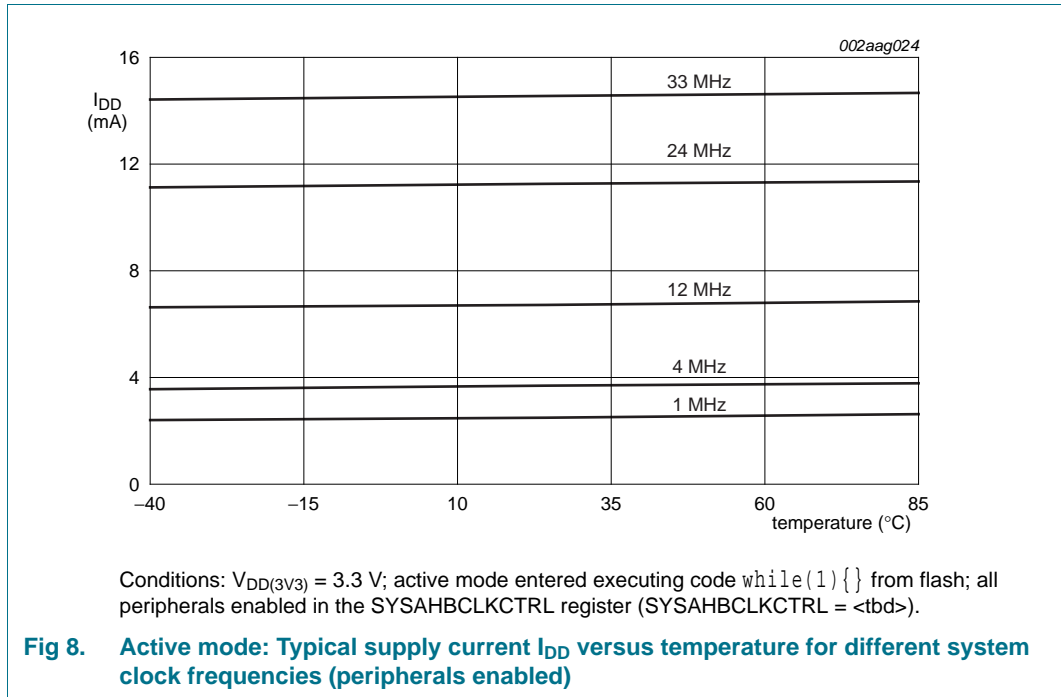 002aag024
16
IDD
(mA)
33 MHz
12
24 MHz
8
12 MHz
4
4 MHz
1 MHz
0
−40
−15
10
35
60
85
temperature (°C)
Conditions: VDD(3V3) = 3.3 V; active mode entered executing code while(1){} from flash; all
peripherals enabled in the SYSAHBCLKCTRL register (SYSAHBCLKCTRL = <tbd>).
Fig 8. Active mode: Typical supply current IDD versus temperature for different system
clock frequencies (peripherals enabled)